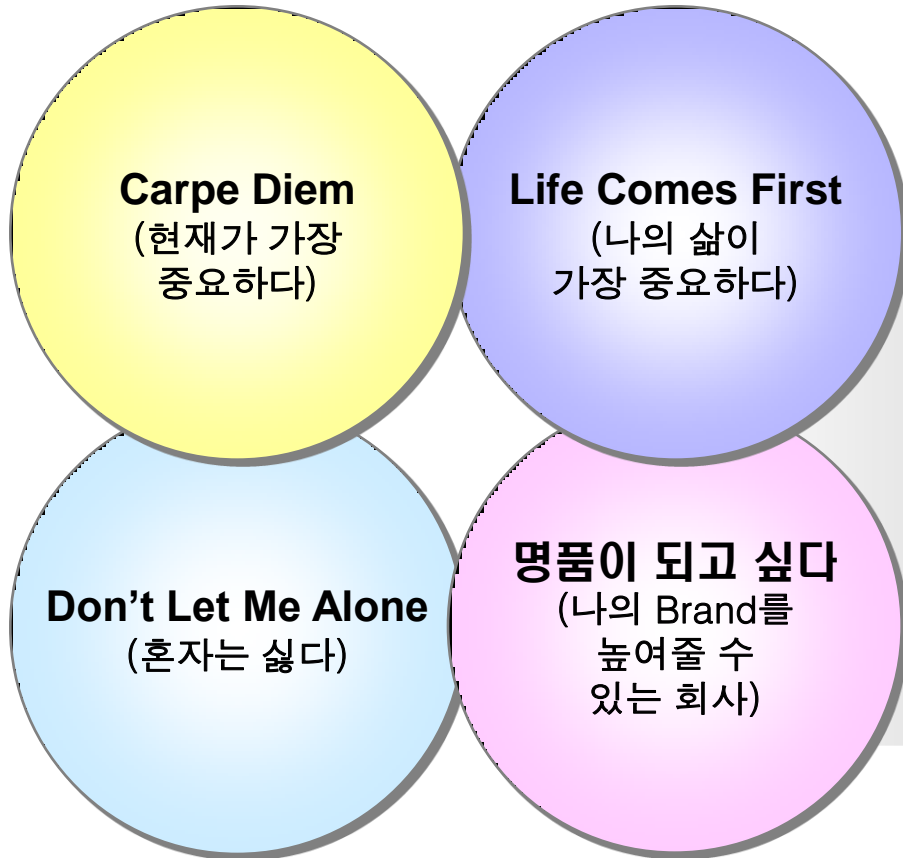 Carpe Diem
(현재가 가장
중요하다)
Life Comes First
(나의 삶이
가장 중요하다)
Don’t Let Me Alone
(혼자는 싫다)
명품이 되고 싶다
(나의 Brand를
높여줄 수
있는 회사)